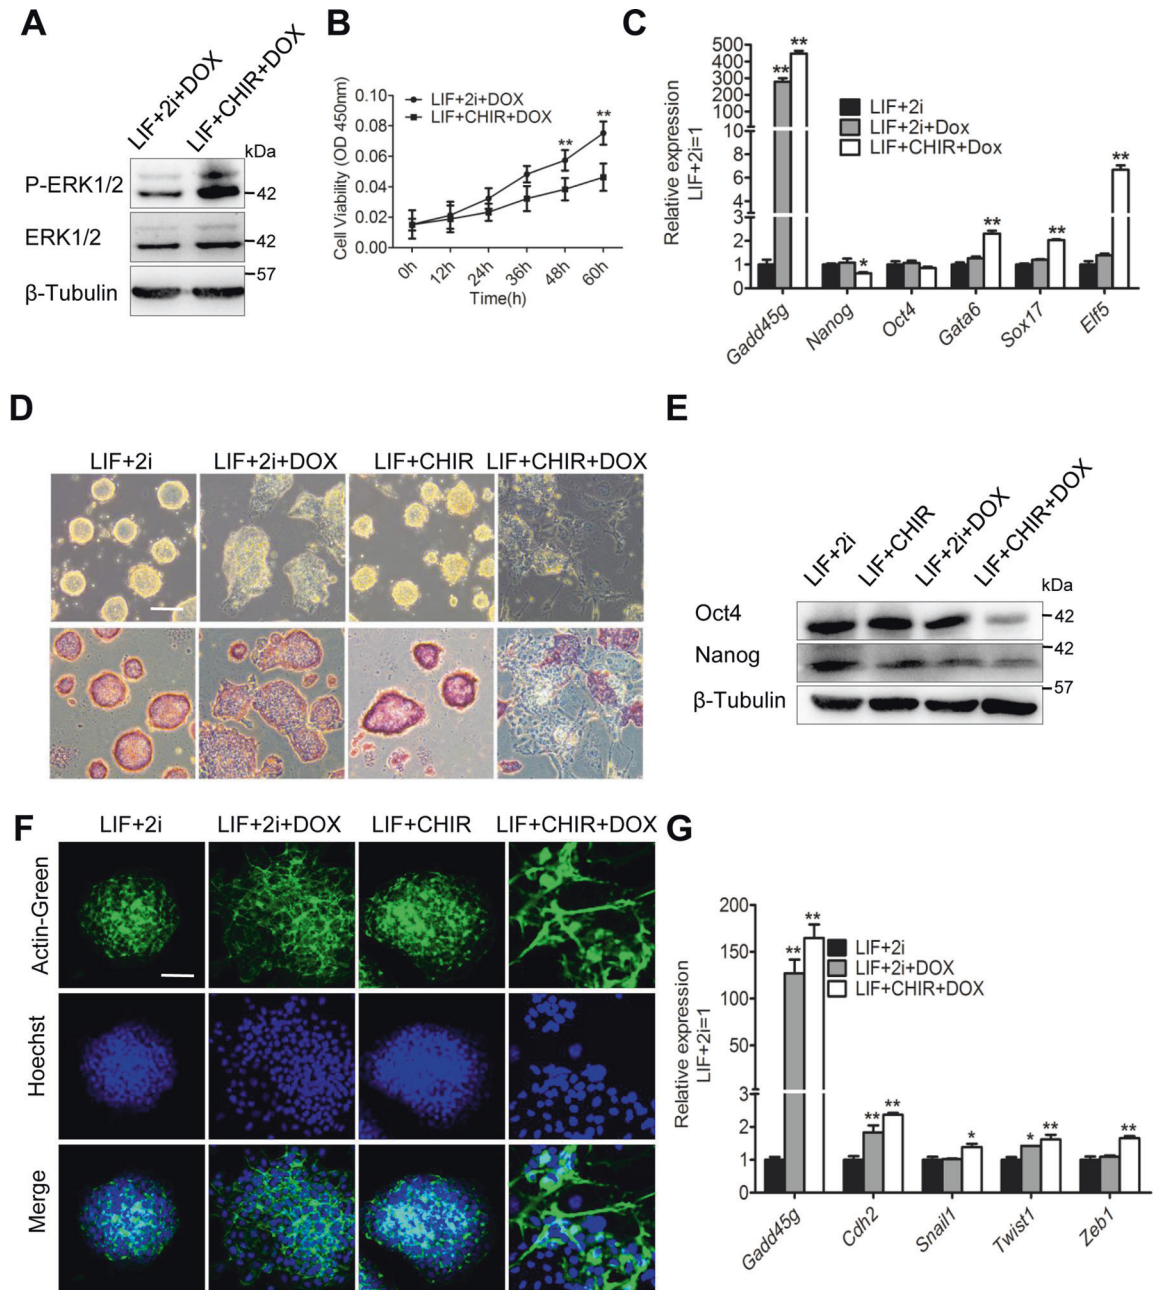 A
LIF+2i+DOX
LIF+CHIR+DOX
kDa
P-ERK1/2
42
ERK1/2
42
57
β-Tubulin
B
Cell Viability (OD 450nm)
0.10
0.08
0.06
0.04
0.02
0.00
LIF+2i+DOX
LIF+CHIR+DOX
**
**
0h
12h
24h
36h
48h
60h
Time(h)
C
Relative expression
LIF+2i=1
500
400
300
200
100
10
8
6
4
3
2
1
0
LIF+2i
LIF+2i+Dox
LIF+CHIR+Dox
**
**
*
**
**
**
Gadd45g
Nanog
Oct4
Gata6
Sox17
Elf5
D
LIF+2i
LIF+2i+DOX
LIF+CHIR
LIF+CHIR+DOX
E
LIF+2i
LIF+CHIR
LIF+2i+DOX
LIF+CHIR+DOX
kDa
Oct4
42
42
Nanog
57
β-Tubulin
F
LIF+2i
LIF+2i+DOX
LIF+CHIR
LIF+CHIR+DOX
Actin-Green
Hoechst
Merge
G
Relative expression
LIF+2i=1
200
150
100
50
3
2
1
0
LIF+2i
LIF+2i+DOX
LIF+CHIR+DOX
**
**
**
**
*
*
**
**
Gadd45g
Cdh2
Snail1
Twist1
Zeb1